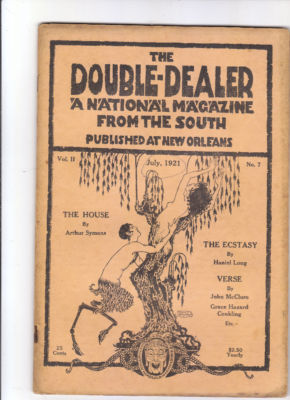 THE
DOUBLE-DEALER
A NATIONAL MAGAZINE
FROM THE SOUTH
PUBLISHED AT NEW ORLEANS
Vol. II July, 1921 No. 7
THE HOUSE
By
Arthur Symons
THE ECSTASY
By
Haniel Long
VERSE
By
John McClure
Grace Hazard
Conkling
Etc.
25
Cents
$2.50
Yearly